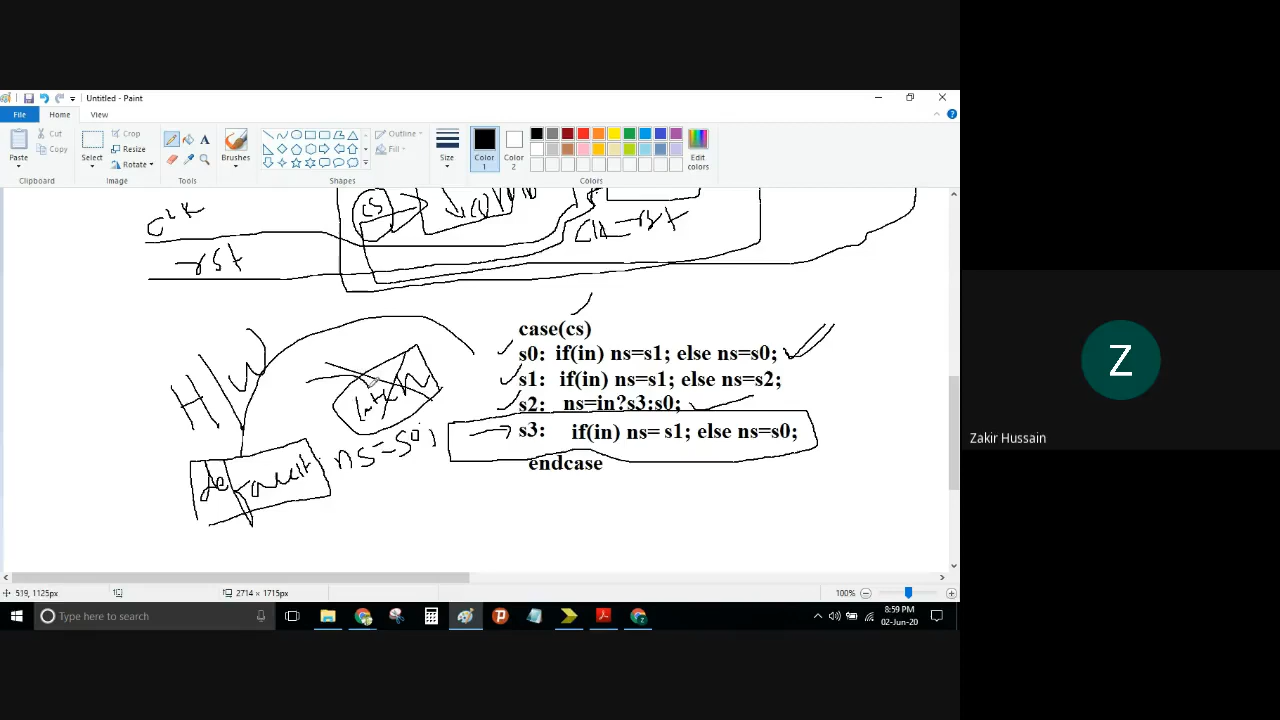 Untitled - Paint
File Home View
Cut
Copy
Paste
Clipboard
Crop
Resize
Rotate
Select
Image
Tools
Brushes
Outline
Fill
Shapes
Size
Color 1
Color 2
Edit colors
Colors
cs
clk
clk rst
rst
H/W
case(cs)
s0: if(in) ns=s1; else ns=s0;
s1: if(in) ns=s1; else ns=s2;
s2: ns=in?s3:s0;
s3: if(in) ns= s1; else ns=s0;
endcase
default ns=s0;
Zakir Hussain
Z
519, 1125px
2714 × 1715px
100%
Type here to search
8:59 PM
02-Jun-20